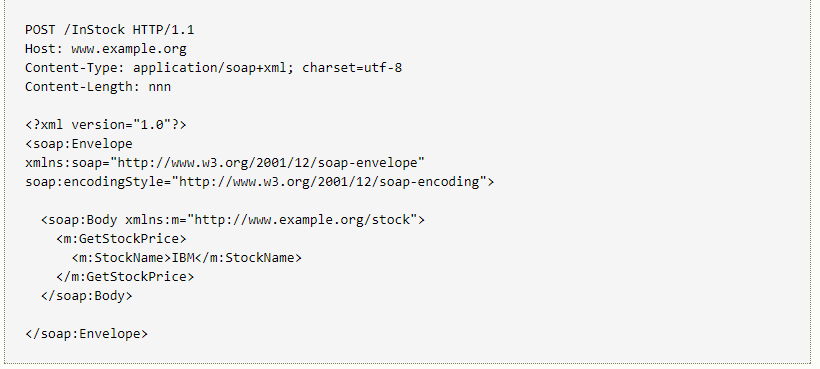 POST /InStock HTTP/1.1
Host: www.example.org
Content-Type: application/soap+xml; charset=utf-8
Content-Length: nnn

<?xml version="1.0"?>
<soap:Envelope
xmlns:soap="http://www.w3.org/2001/12/soap-envelope"
soap:encodingStyle="http://www.w3.org/2001/12/soap-encoding">

  <soap:Body xmlns:m="http://www.example.org/stock">
    <m:GetStockPrice>
      <m:StockName>IBM</m:StockName>
    </m:GetStockPrice>
  </soap:Body>

</soap:Envelope>